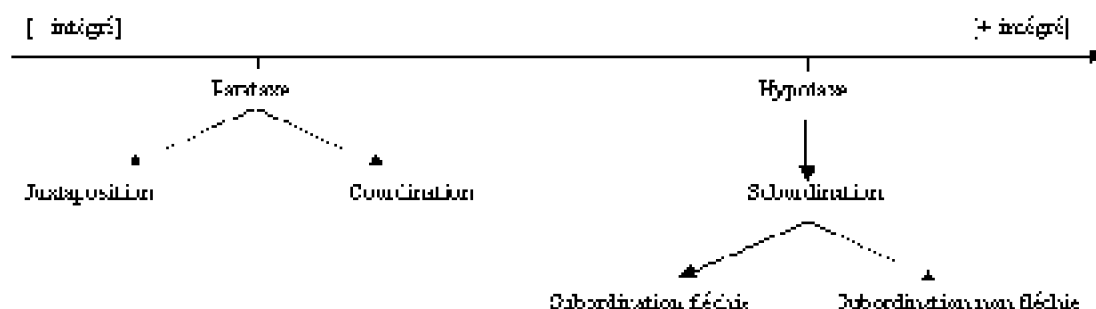 [- intégré] [+ intégré]
Parataxe Hypotaxe
Juxtaposition Coordination Subordination
Subordination fléchie Subordination non fléchie